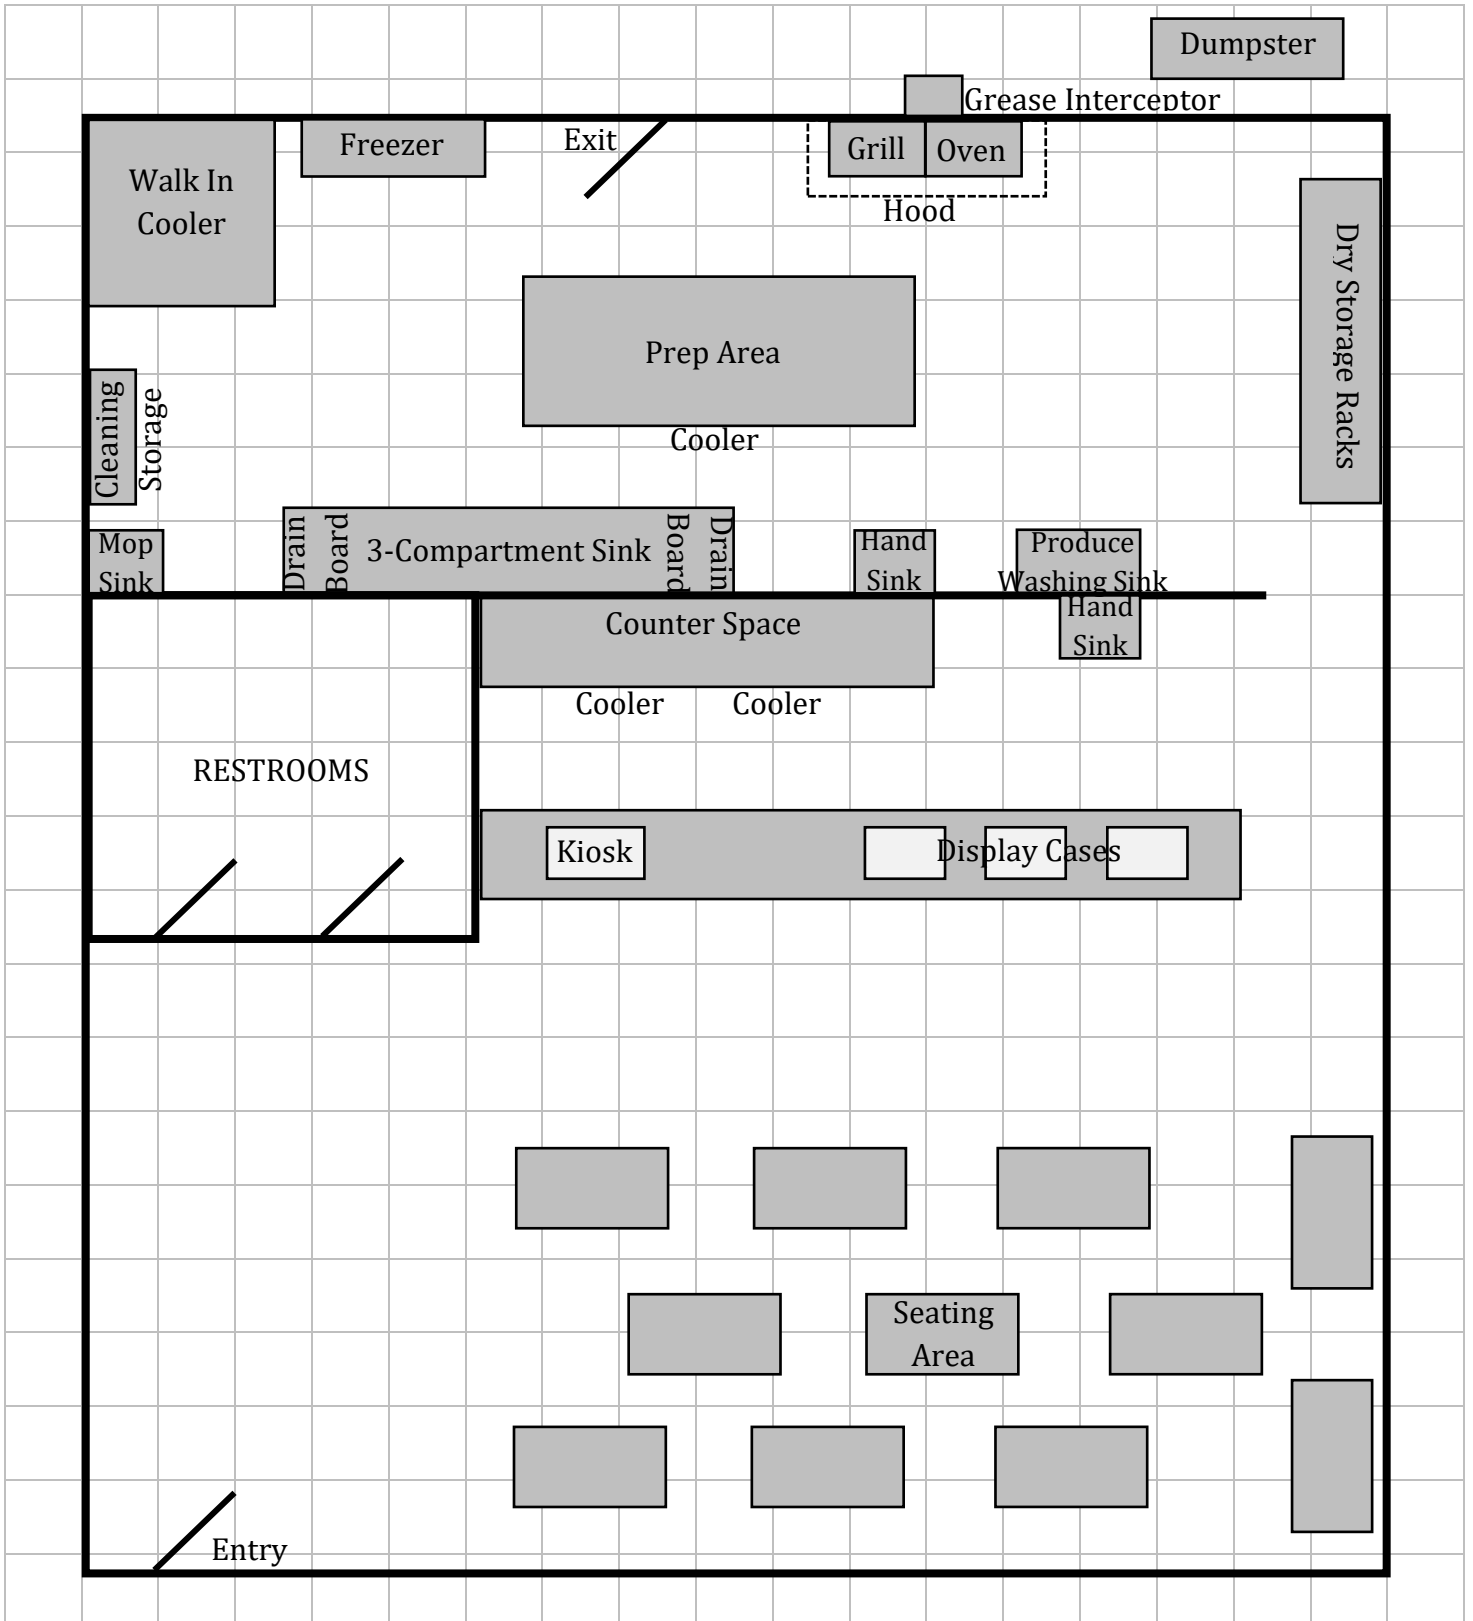 Dumpster
Grease Interceptor
Walk In
Cooler
Freezer
Exit
Grill
Oven
Hood
Dry Storage Racks
Prep Area
Cooler
Cleaning
Storage
Mop
Sink
Drain
Board
3-Compartment Sink
Drain
Board
Hand
Sink
Produce
Washing Sink
Counter Space
Hand
Sink
Cooler
Cooler
RESTROOMS
Kiosk
Display Cases
Seating
Area
Entry